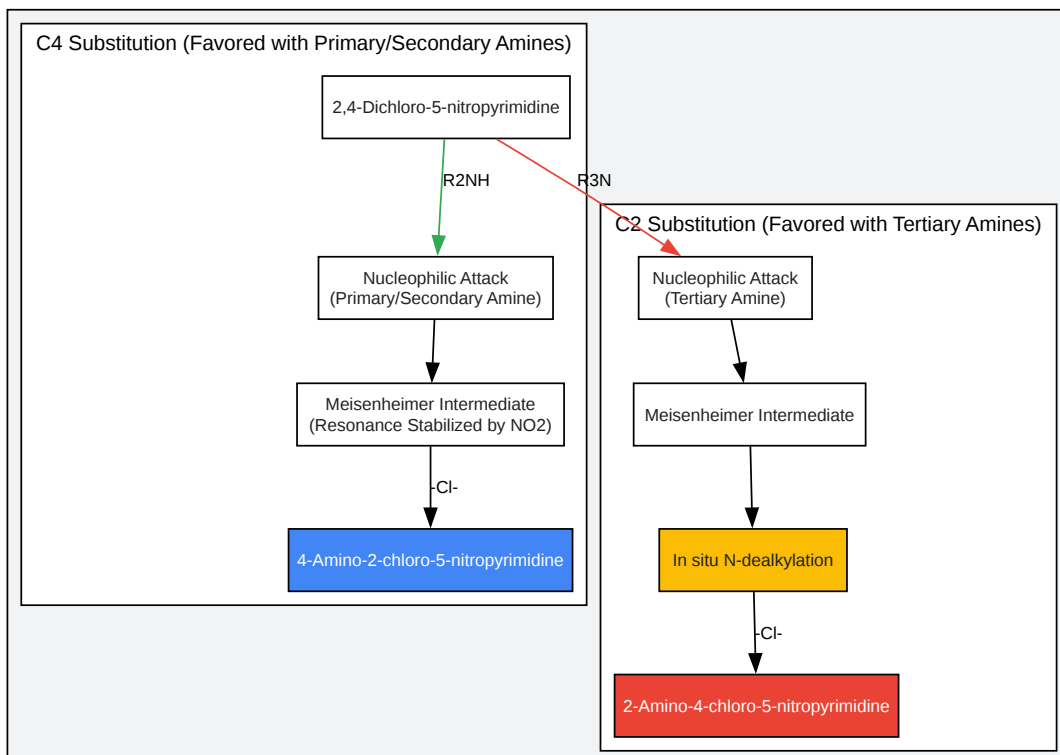 C4 Substitution (Favored with Primary/Secondary Amines)
2,4-Dichloro-5-nitropyrimidine
R2NH
R3N
Nucleophilic Attack
(Primary/Secondary Amine)
Meisenheimer Intermediate
(Resonance Stabilized by NO2)
-Cl-
4-Amino-2-chloro-5-nitropyrimidine
C2 Substitution (Favored with Tertiary Amines)
Nucleophilic Attack
(Tertiary Amine)
Meisenheimer Intermediate
In situ N-dealkylation
-Cl-
2-Amino-4-chloro-5-nitropyrimidine